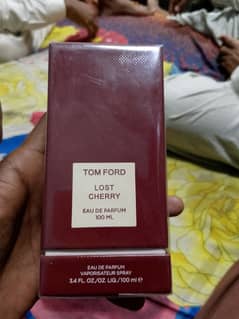 TOM FORD
LOST
CHERRY
EAU DE PARFUM
100 ML
EAU DE PARFUM
VAPORISATEUR SPRAY
3.4 FL.OZ./OZ. LIQ./100 ml ℮